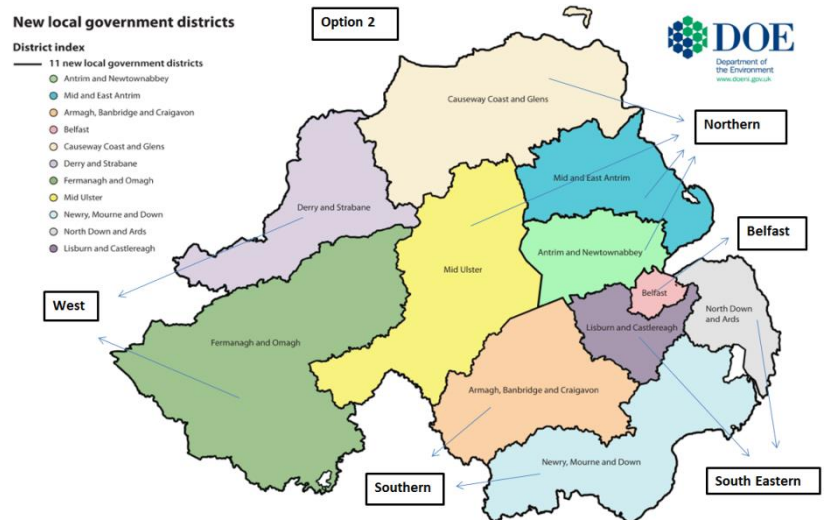 New local government districts
Option 2
District index
11 new local government districts
Antrim and Newtownabbey
Mid and East Antrim
Armagh, Banbridge and Craigavon
Belfast
Causeway Coast and Glens
Derry and Strabane
Fermanagh and Omagh
Mid Ulster
Newry, Mourne and Down
North Down and Ards
Lisburn and Castlereagh
DOE
Department of
the Environment
www.doeni.gov.uk
Causeway Coast and Glens
Northern
Mid and East Antrim
Derry and Strabane
Belfast
Antrim and Newtownabbey
Mid Ulster
West
Belfast
North Down
and Ards
Lisburn and Castlereagh
Fermanagh and Omagh
Armagh, Banbridge and Craigavon
Newry, Mourne and Down
Southern
South Eastern